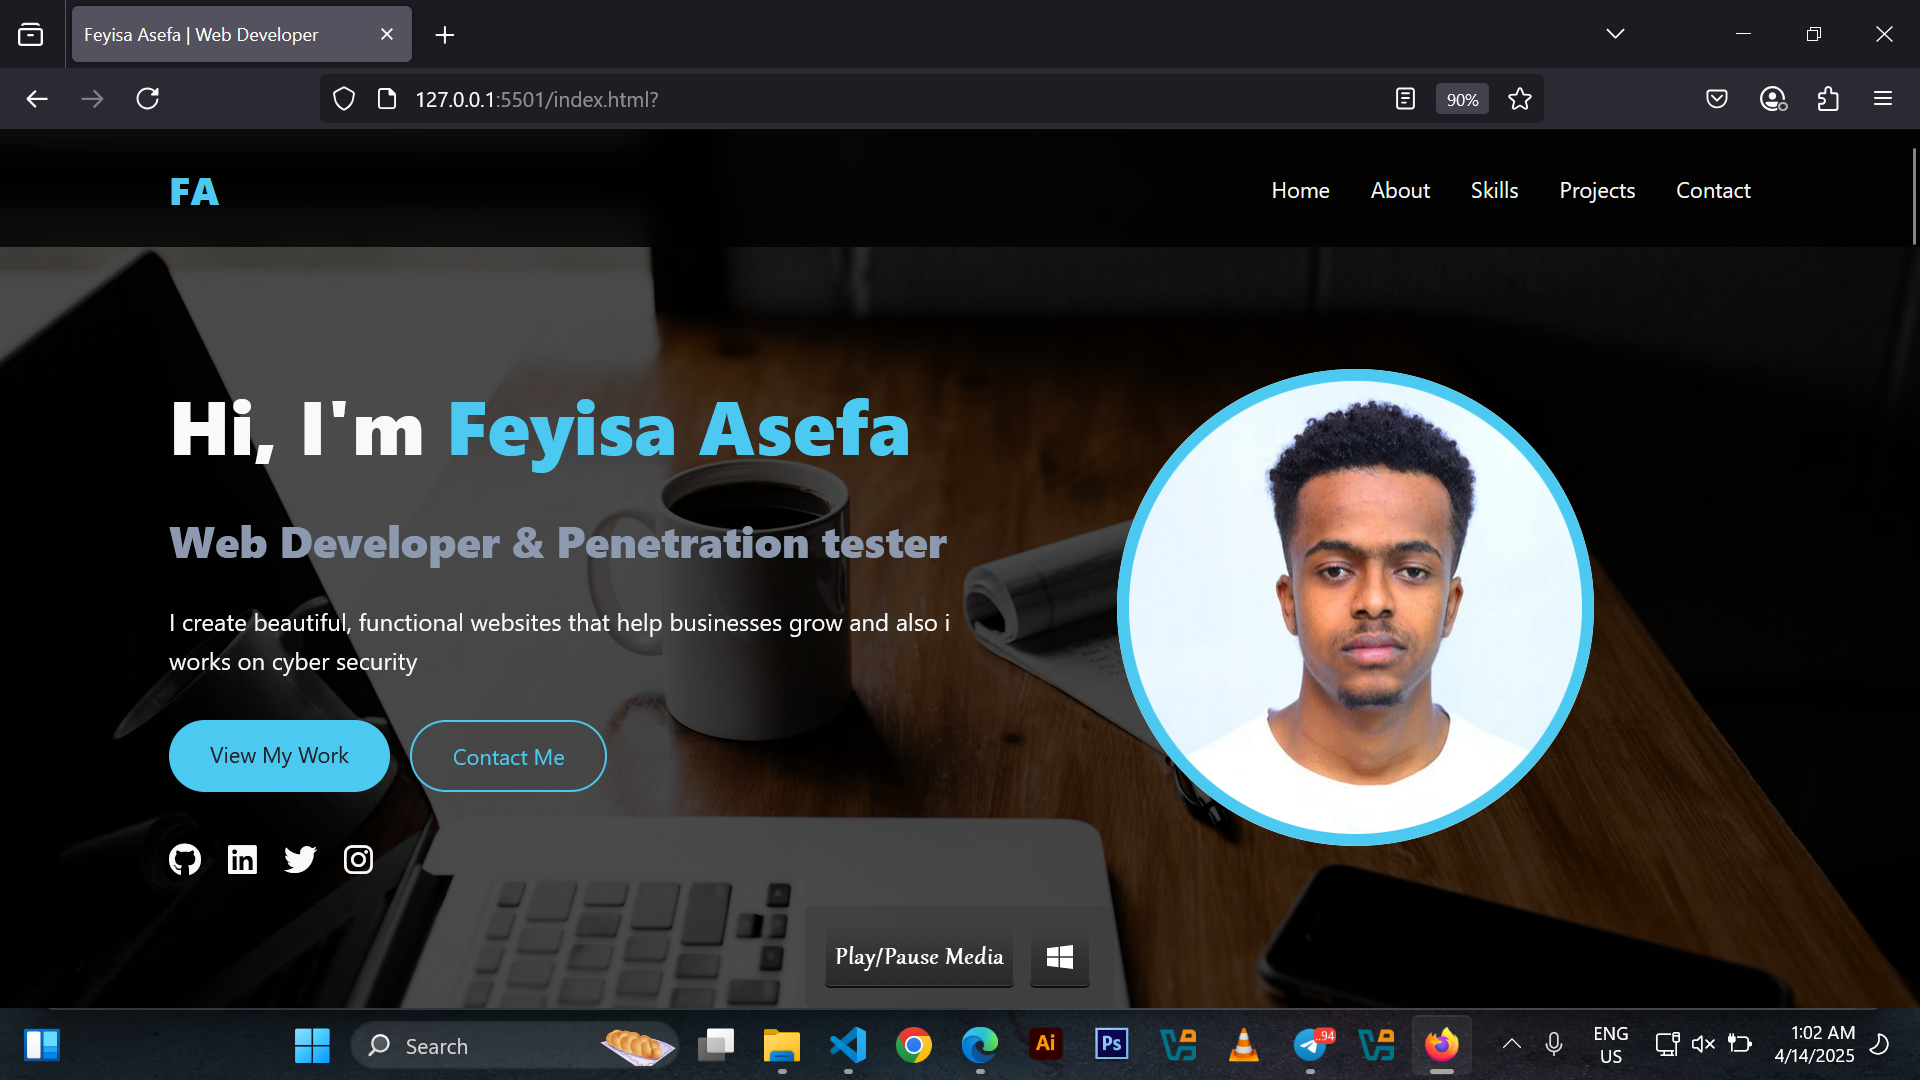 Feyisa Asefa | Web Developer
127.0.0.1:5501/index.html?
90%
FA
Home
About
Skills
Projects
Contact
Hi, I'm Feyisa Asefa
Web Developer & Penetration tester
I create beautiful, functional websites that help businesses grow and also i
works on cyber security
View My Work
Contact Me
in
Play/Pause Media
Search
Ai
Ps
..94
ENG
US
1:02 AM
4/14/2025